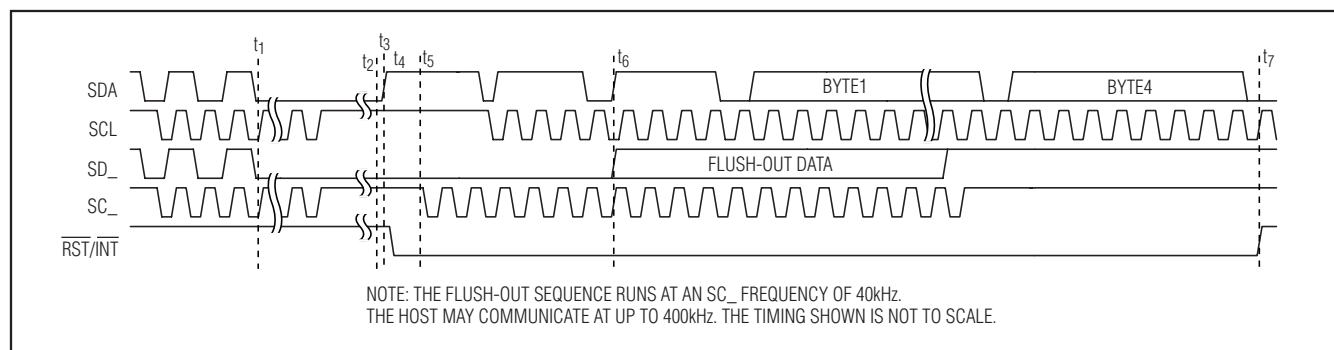 t1 t2 t3 t4 t5 t6 t7
SDA BYTE1 BYTE4
SCL
SD_ FLUSH-OUT DATA
SC_
RST/INT
NOTE: THE FLUSH-OUT SEQUENCE RUNS AT AN SC_ FREQUENCY OF 40kHz.
THE HOST MAY COMMUNICATE AT UP TO 400kHz. THE TIMING SHOWN IS NOT TO SCALE.